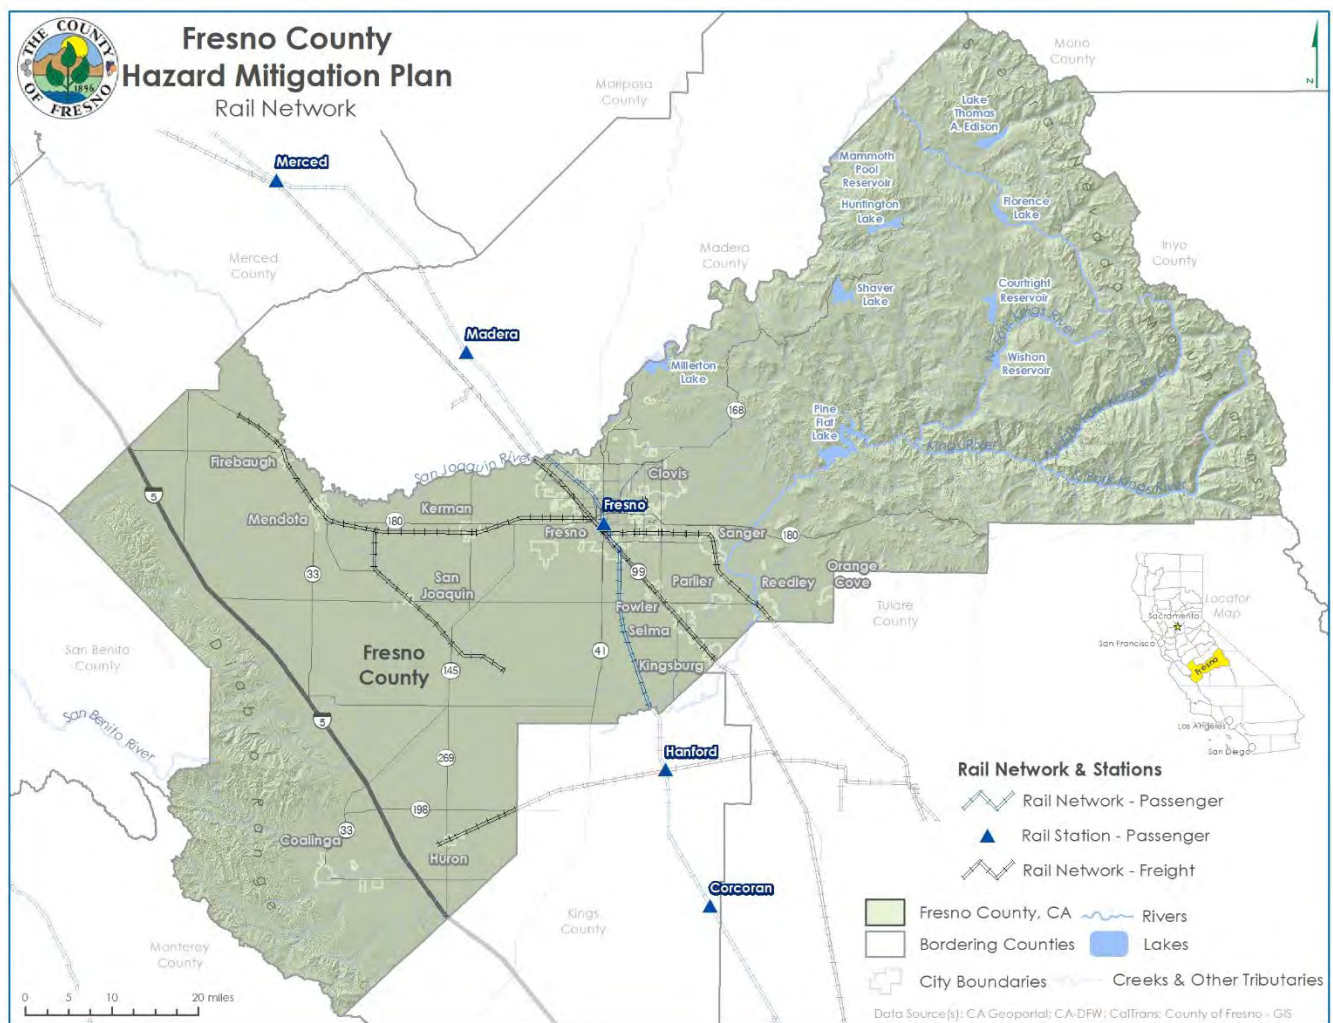 THE COUNTY OF FRESNO
1856
Fresno County
Hazard Mitigation Plan
Rail Network
Mono
County
N
Mariposa
County
Lake
Thomas
A. Edison
Merced
Mammoth
Pool
Reservoir
Huntington
Lake
Florence
Lake
Merced
County
Madera
County
Inyo
County
Sierra Nevada Mountains
Shaver
Lake
Courtright
Reservoir
Madera
Millerton
Lake
Wishon
Reservoir
168
Pine
Flat
Lake
Kings River
San Joaquin River
Firebaugh
Clovis
5
Mendota
180
Kerman
Fresno
Fresno
Sanger
180
33
San
Joaquin
99
Parlier
Reedley
Orange
Cove
Fowler
Selma
Tulare
County
Locator
Map
Sacramento
San Francisco
Fresno
Los Angeles
San Diego
San Benito
County
Diablo Range
Fresno
County
145
41
Kingsburg
San Benito
River
5
Hanford
269
198
33
Coalinga
Huron
Corcoran
Kings
County
Monterey
County
Rail Network & Stations
Rail Network - Passenger
Rail Station - Passenger
Rail Network - Freight
Fresno County, CA
Rivers
Bordering Counties
Lakes
City Boundaries
Creeks & Other Tributaries
0 5 10 20 miles
Data Source(s): CA Geoportal; CA-DFW; CalTrans; County of Fresno - GIS